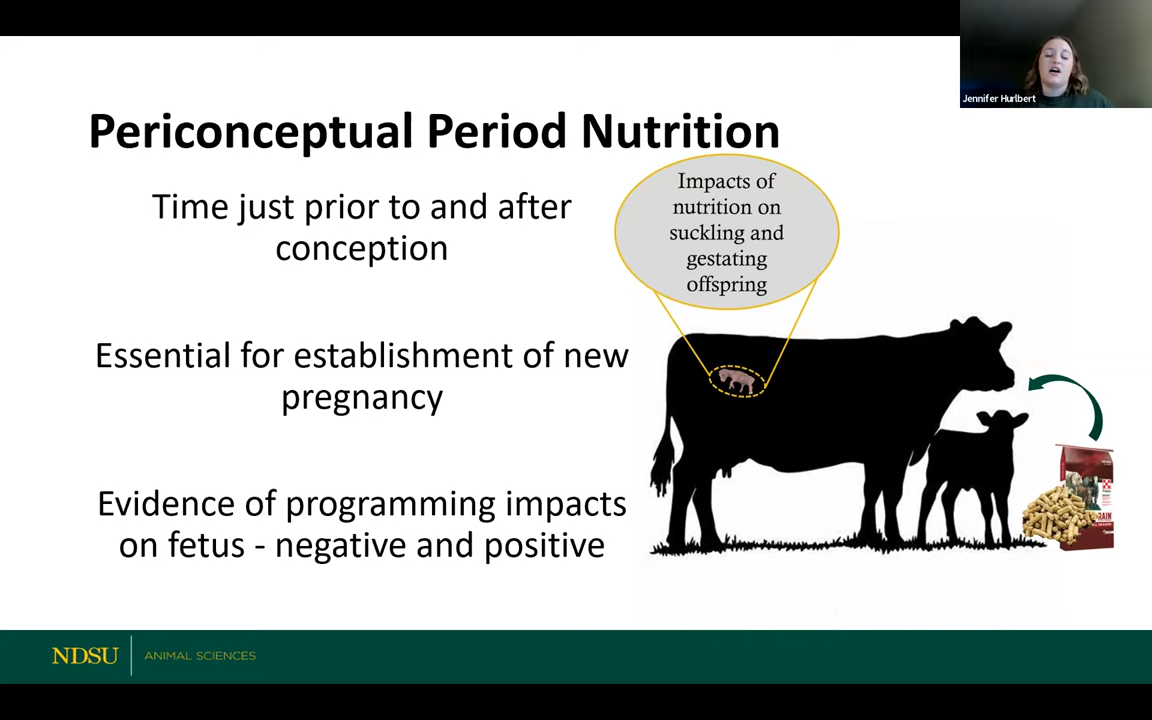 Jennifer Hurlbert
Periconceptual Period Nutrition
Time just prior to and after
conception
Essential for establishment of new
pregnancy
Evidence of programming impacts
on fetus - negative and positive
Impacts of
nutrition on
suckling and
gestating
offspring
NDSU
ANIMAL SCIENCES